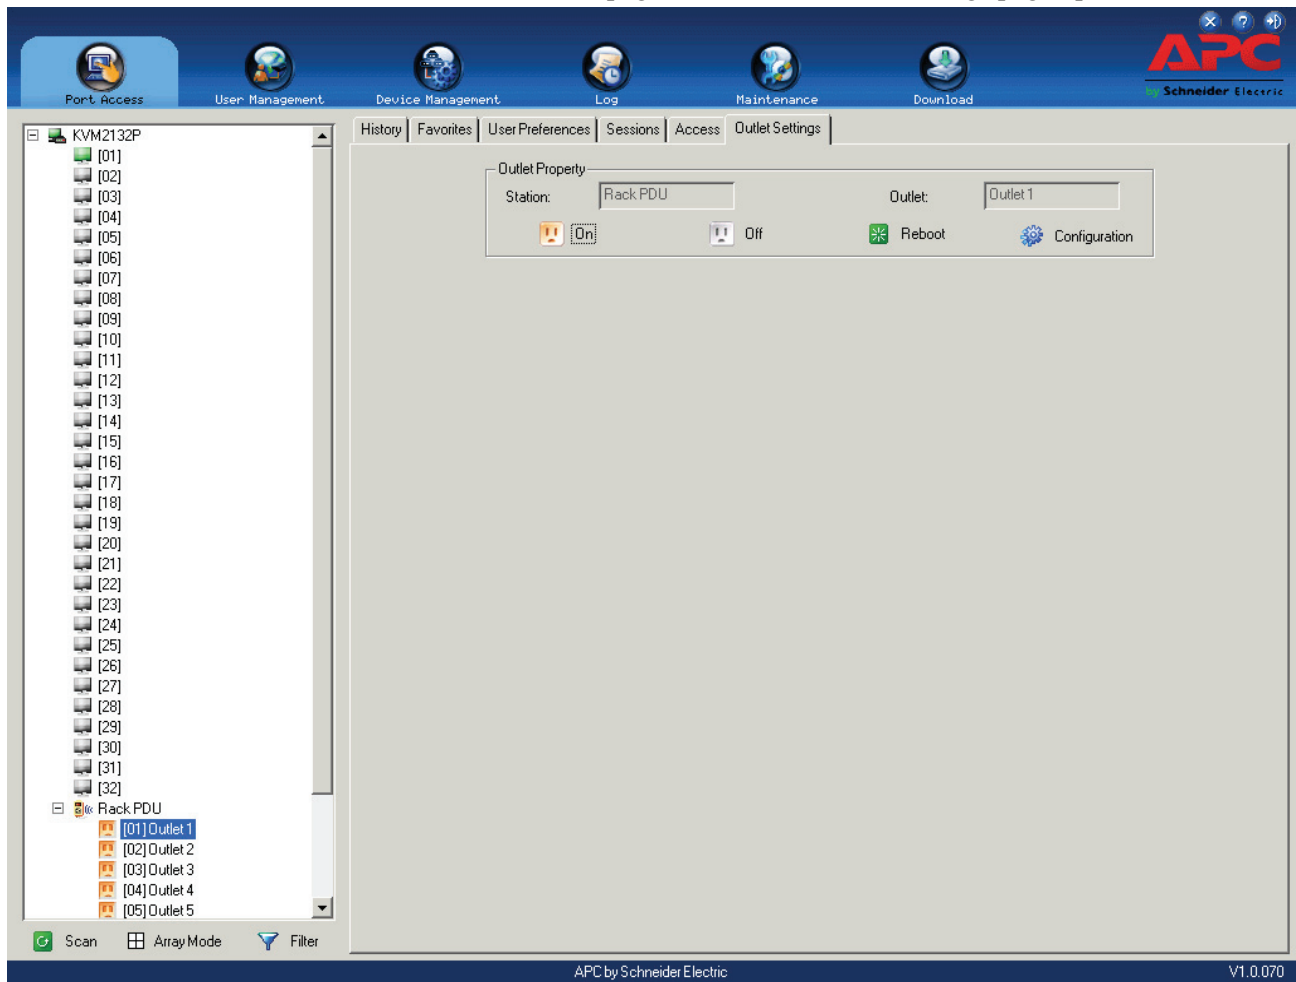 APC
by Schneider Electric
Port Access
User Management
Device Management
Log
Maintenance
Download
KVM2132P
[01]
[02]
[03]
[04]
[05]
[06]
[07]
[08]
[09]
[10]
[11]
[12]
[13]
[14]
[15]
[16]
[17]
[18]
[19]
[20]
[21]
[22]
[23]
[24]
[25]
[26]
[27]
[28]
[29]
[30]
[31]
[32]
Rack PDU
[01] Outlet 1
[02] Outlet 2
[03] Outlet 3
[04] Outlet 4
[05] Outlet 5
Scan
Array Mode
Filter
History
Favorites
User Preferences
Sessions
Access
Outlet Settings
Outlet Property
Station:
Rack PDU
Outlet:
Outlet 1
On
Off
Reboot
Configuration
APC by Schneider Electric
V1.0.070